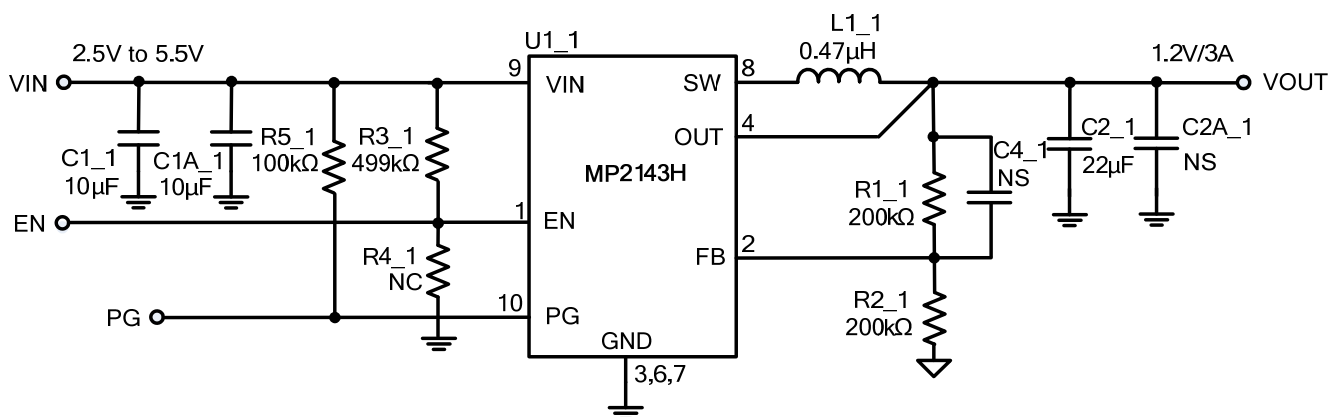 2.5V to 5.5V
VIN
C1_1
10µF
C1A_1
10µF
R5_1
100kΩ
R3_1
499kΩ
EN
R4_1
NC
PG
U1_1
9
VIN
1
EN
10
PG
MP2143H
GND
3,6,7
SW
8
OUT
4
FB
2
L1_1
0.47µH
R1_1
200kΩ
C4_1
NS
R2_1
200kΩ
C2_1
22µF
C2A_1
NS
1.2V/3A
VOUT